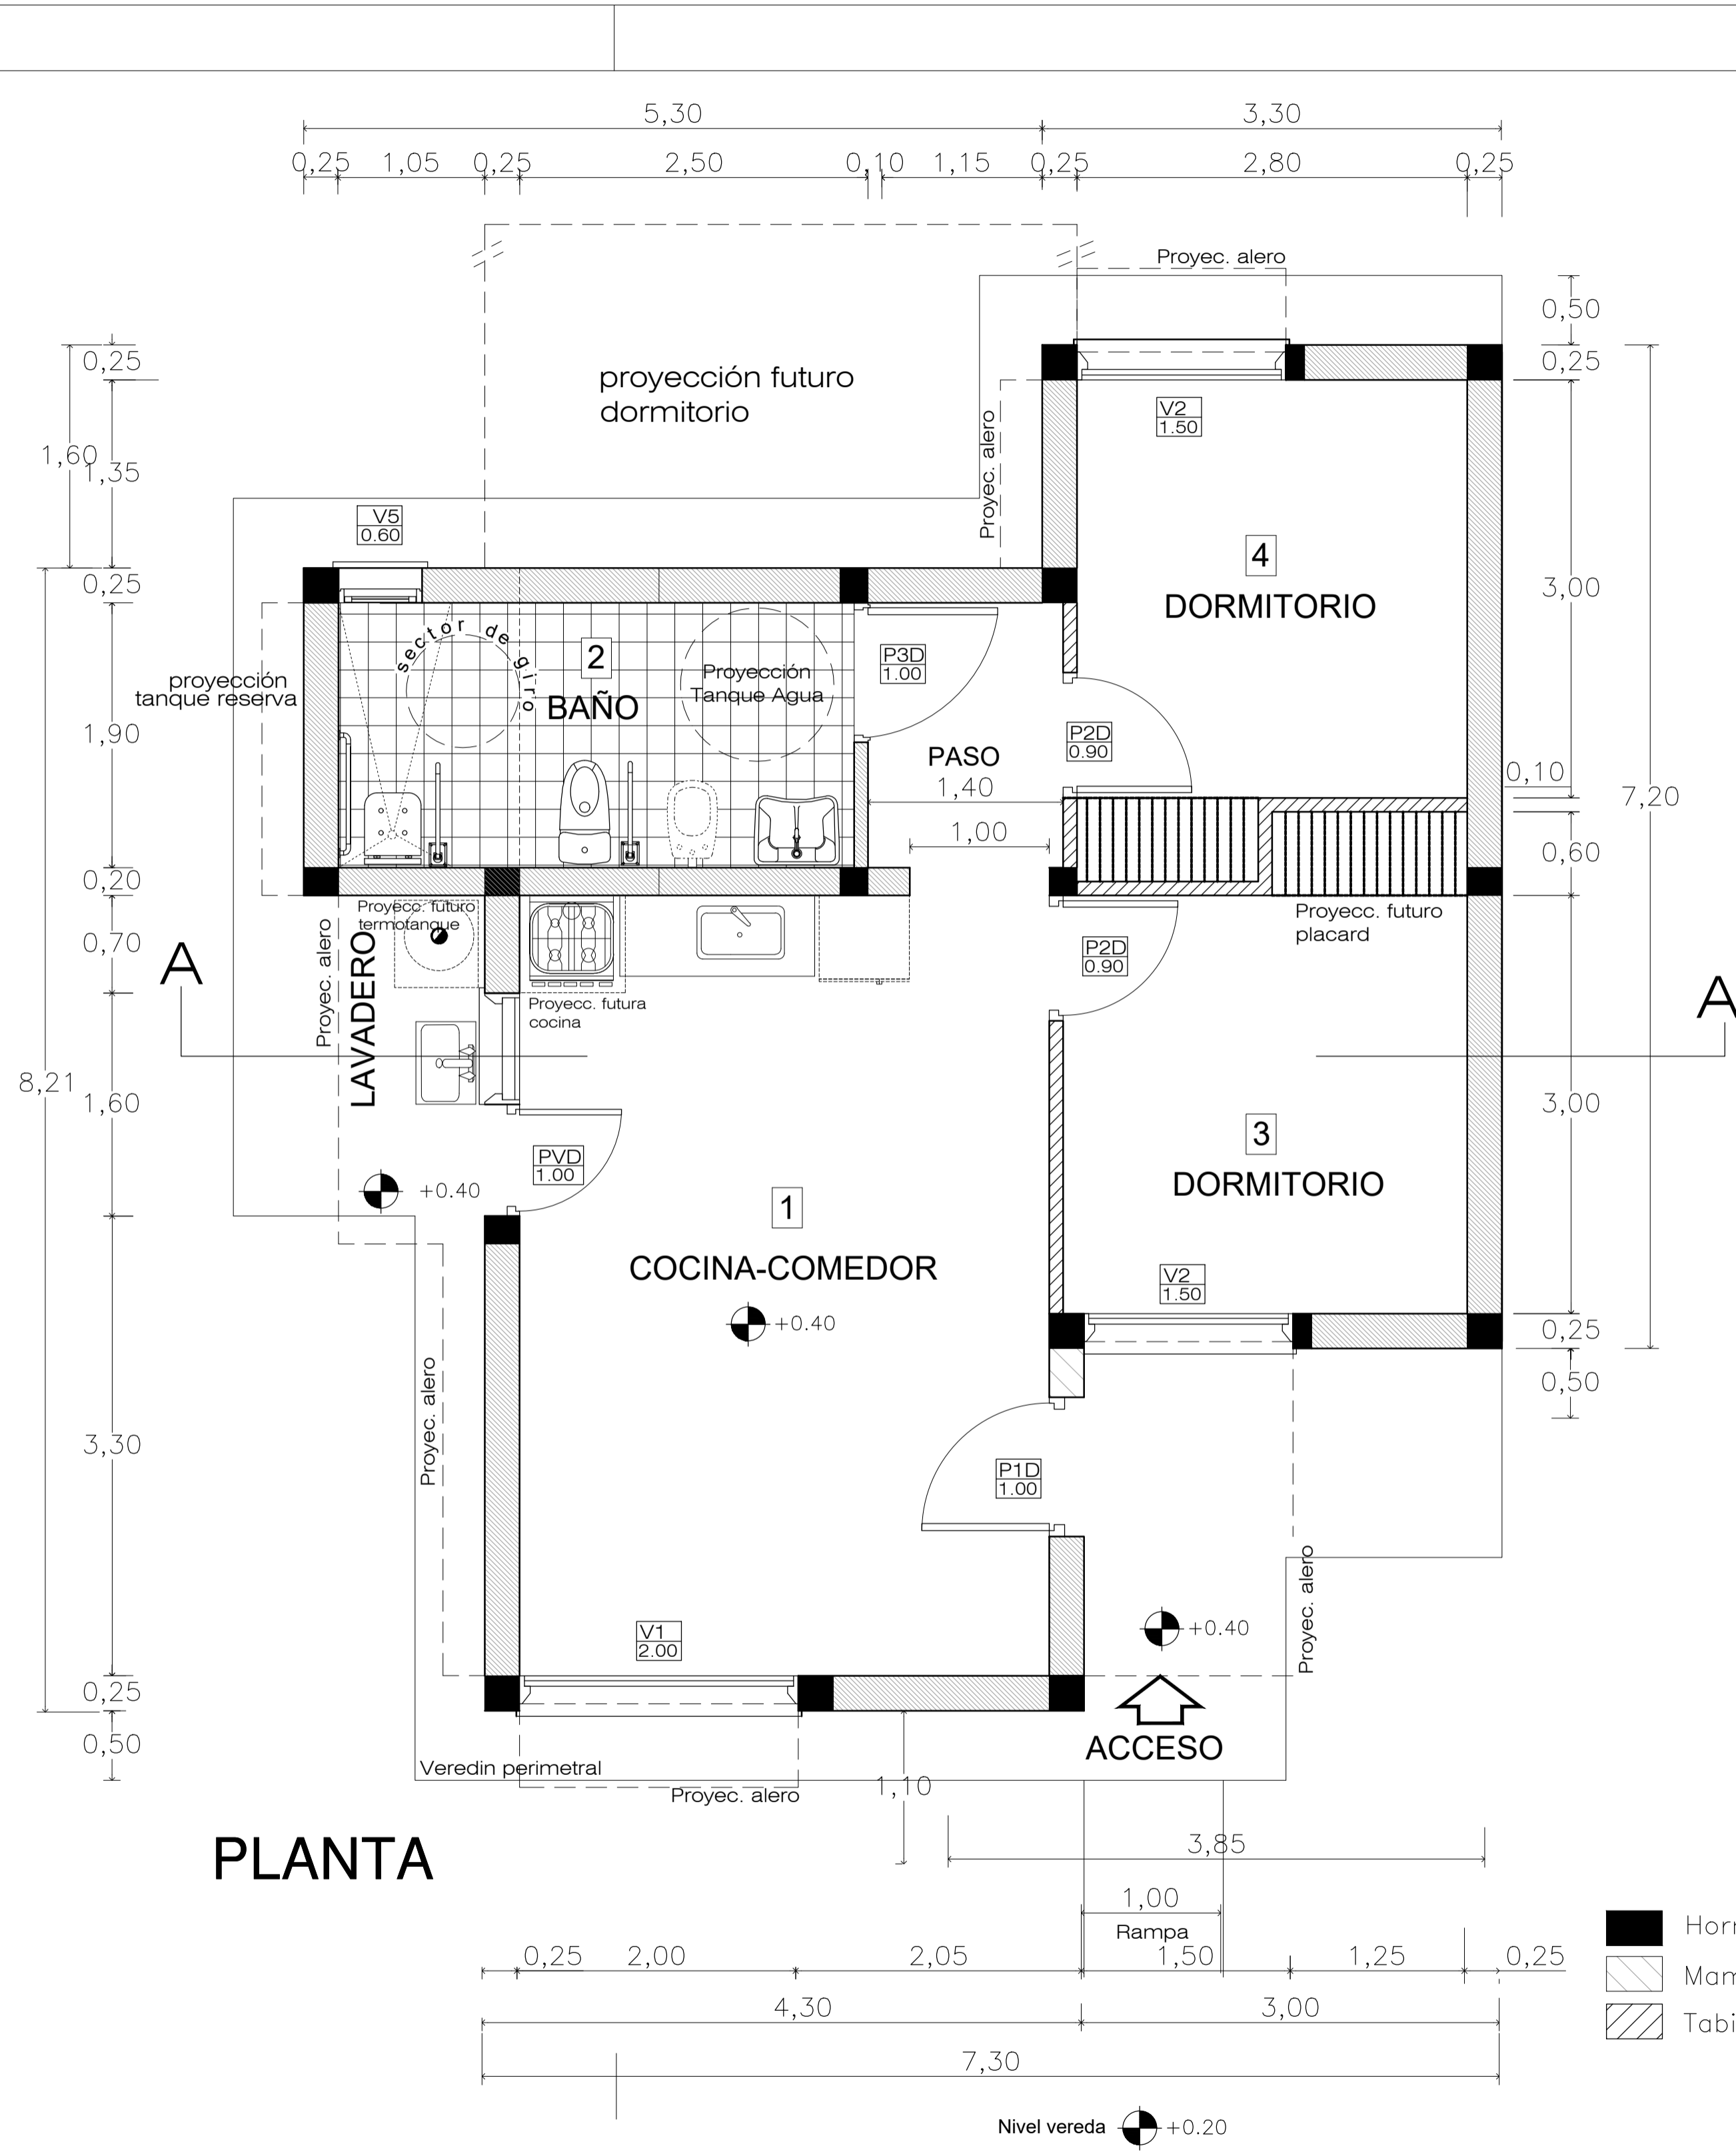 5,30
3,30
0,25
1,05
0,25
2,50
0,10
1,15
0,25
2,80
0,25
Proyec. alero
0,50
0,25
0,25
proyección futuro
dormitorio
Proyec. alero
V2
1.50
1,60
1,35
V5
0.60
4
DORMITORIO
0,25
3,00
sector de giro
2
BAÑO
Proyección
Tanque Agua
P3D
1.00
proyección
tanque reserva
1,90
P2D
0.90
PASO
1,40
0,10
7,20
1,00
0,60
0,20
Proyecc. futuro
termotanque
Proyecc. futuro
placard
0,70
A
Proyec. alero
LAVADERO
P2D
0.90
A
Proyecc. futura
cocina
8,21
1,60
3,00
3
DORMITORIO
PVD
1.00
+0.40
1
COCINA-COMEDOR
+0.40
V2
1.50
0,25
0,50
Proyec. alero
3,30
P1D
1.00
Proyec. alero
V1
2.00
+0.40
0,25
0,50
ACCESO
Veredin perimetral
Proyec. alero
1,10
PLANTA
3,85
1,00
Rampa
Horr
0,25
2,00
2,05
1,50
1,25
0,25
Mam
4,30
3,00
Tabi
7,30
Nivel vereda
+0.20